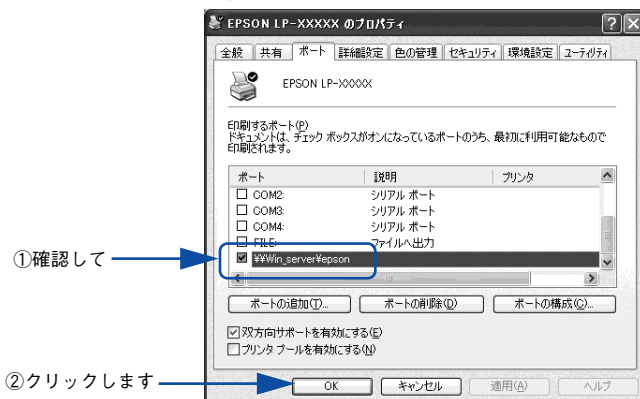 EPSON LP-XXXXX のプロパティ
全般 共有 ポート 詳細設定 色の管理 セキュリティ 環境設定 ユーティリティ
EPSON LP-XXXXX
印刷するポート(P)
ドキュメントは、チェック ボックスがオンになっているポートのうち、最初に利用可能なもので
印刷されます。
ポート 説明 プリンタ
COM2: シリアル ポート
COM3: シリアル ポート
COM4: シリアル ポート
FILE: ファイルへ出力
¥¥Win_server¥epson
①確認して
ポートの追加(T)... ポートの削除(D) ポートの構成(C)...
双方向サポートを有効にする(E)
プリンタ プールを有効にする(N)
②クリックします
OK キャンセル 適用(A) ヘルプ